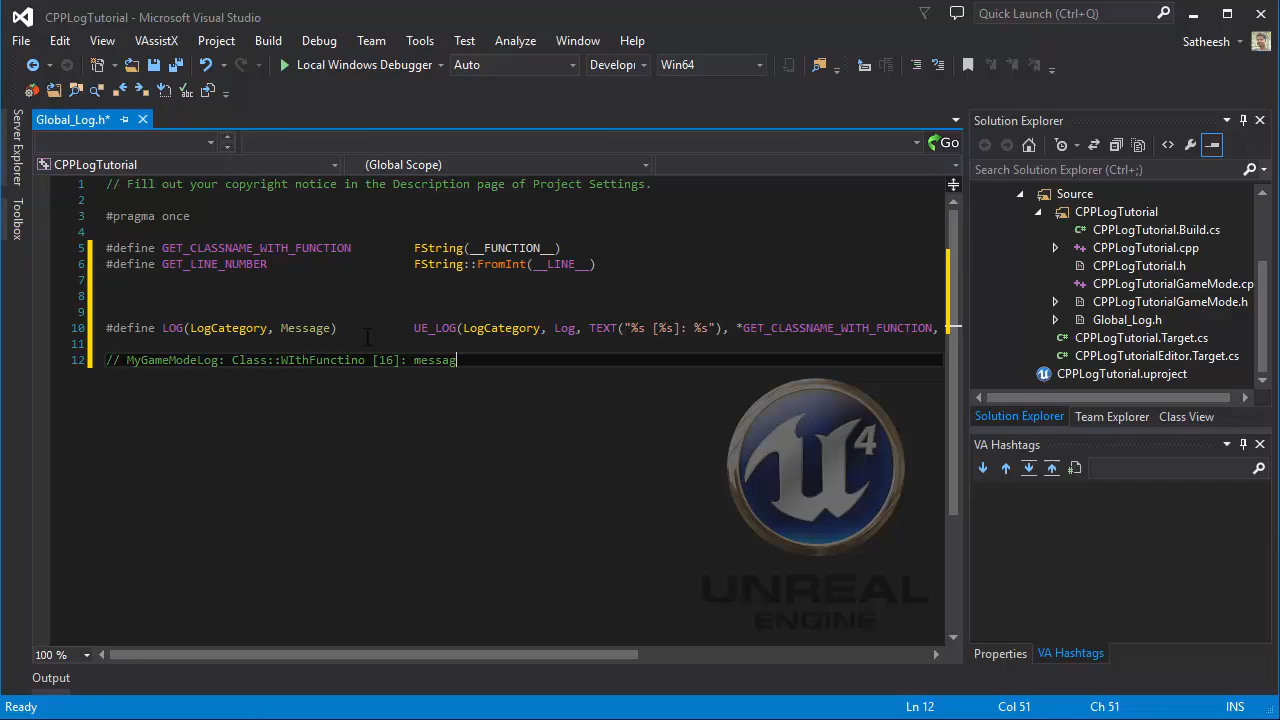 CPPLogTutorial - Microsoft Visual Studio
Quick Launch (Ctrl+Q)
File Edit View VAssistX Project Build Debug Team Tools Test Analyze Window Help
Satheesh
Local Windows Debugger Auto Developi Win64
Server Explorer
Toolbox
Global_Log.h*
Go
CPPLogTutorial (Global Scope)
1 // Fill out your copyright notice in the Description page of Project Settings.
2
3 #pragma once
4
5 #define GET_CLASSNAME_WITH_FUNCTION FString(__FUNCTION__)
6 #define GET_LINE_NUMBER FString::FromInt(__LINE__)
7
8
9
10 #define LOG(LogCategory, Message) UE_LOG(LogCategory, Log, TEXT("%s [%s]: %s"), *GET_CLASSNAME_WITH_FUNCTION,
11
12 // MyGameModeLog: Class::WIthFunctino [16]: messag
UNREAL
ENGINE
100 %
Output
Solution Explorer
Search Solution Explorer (Ctrl+;)
Source
CPPLogTutorial
CPPLogTutorial.Build.cs
CPPLogTutorial.cpp
CPPLogTutorial.h
CPPLogTutorialGameMode.cp
CPPLogTutorialGameMode.h
Global_Log.h
CPPLogTutorial.Target.cs
CPPLogTutorialEditor.Target.cs
CPPLogTutorial.uproject
Solution Explorer Team Explorer Class View
VA Hashtags
Properties VA Hashtags
Ready Ln 12 Col 51 Ch 51 INS